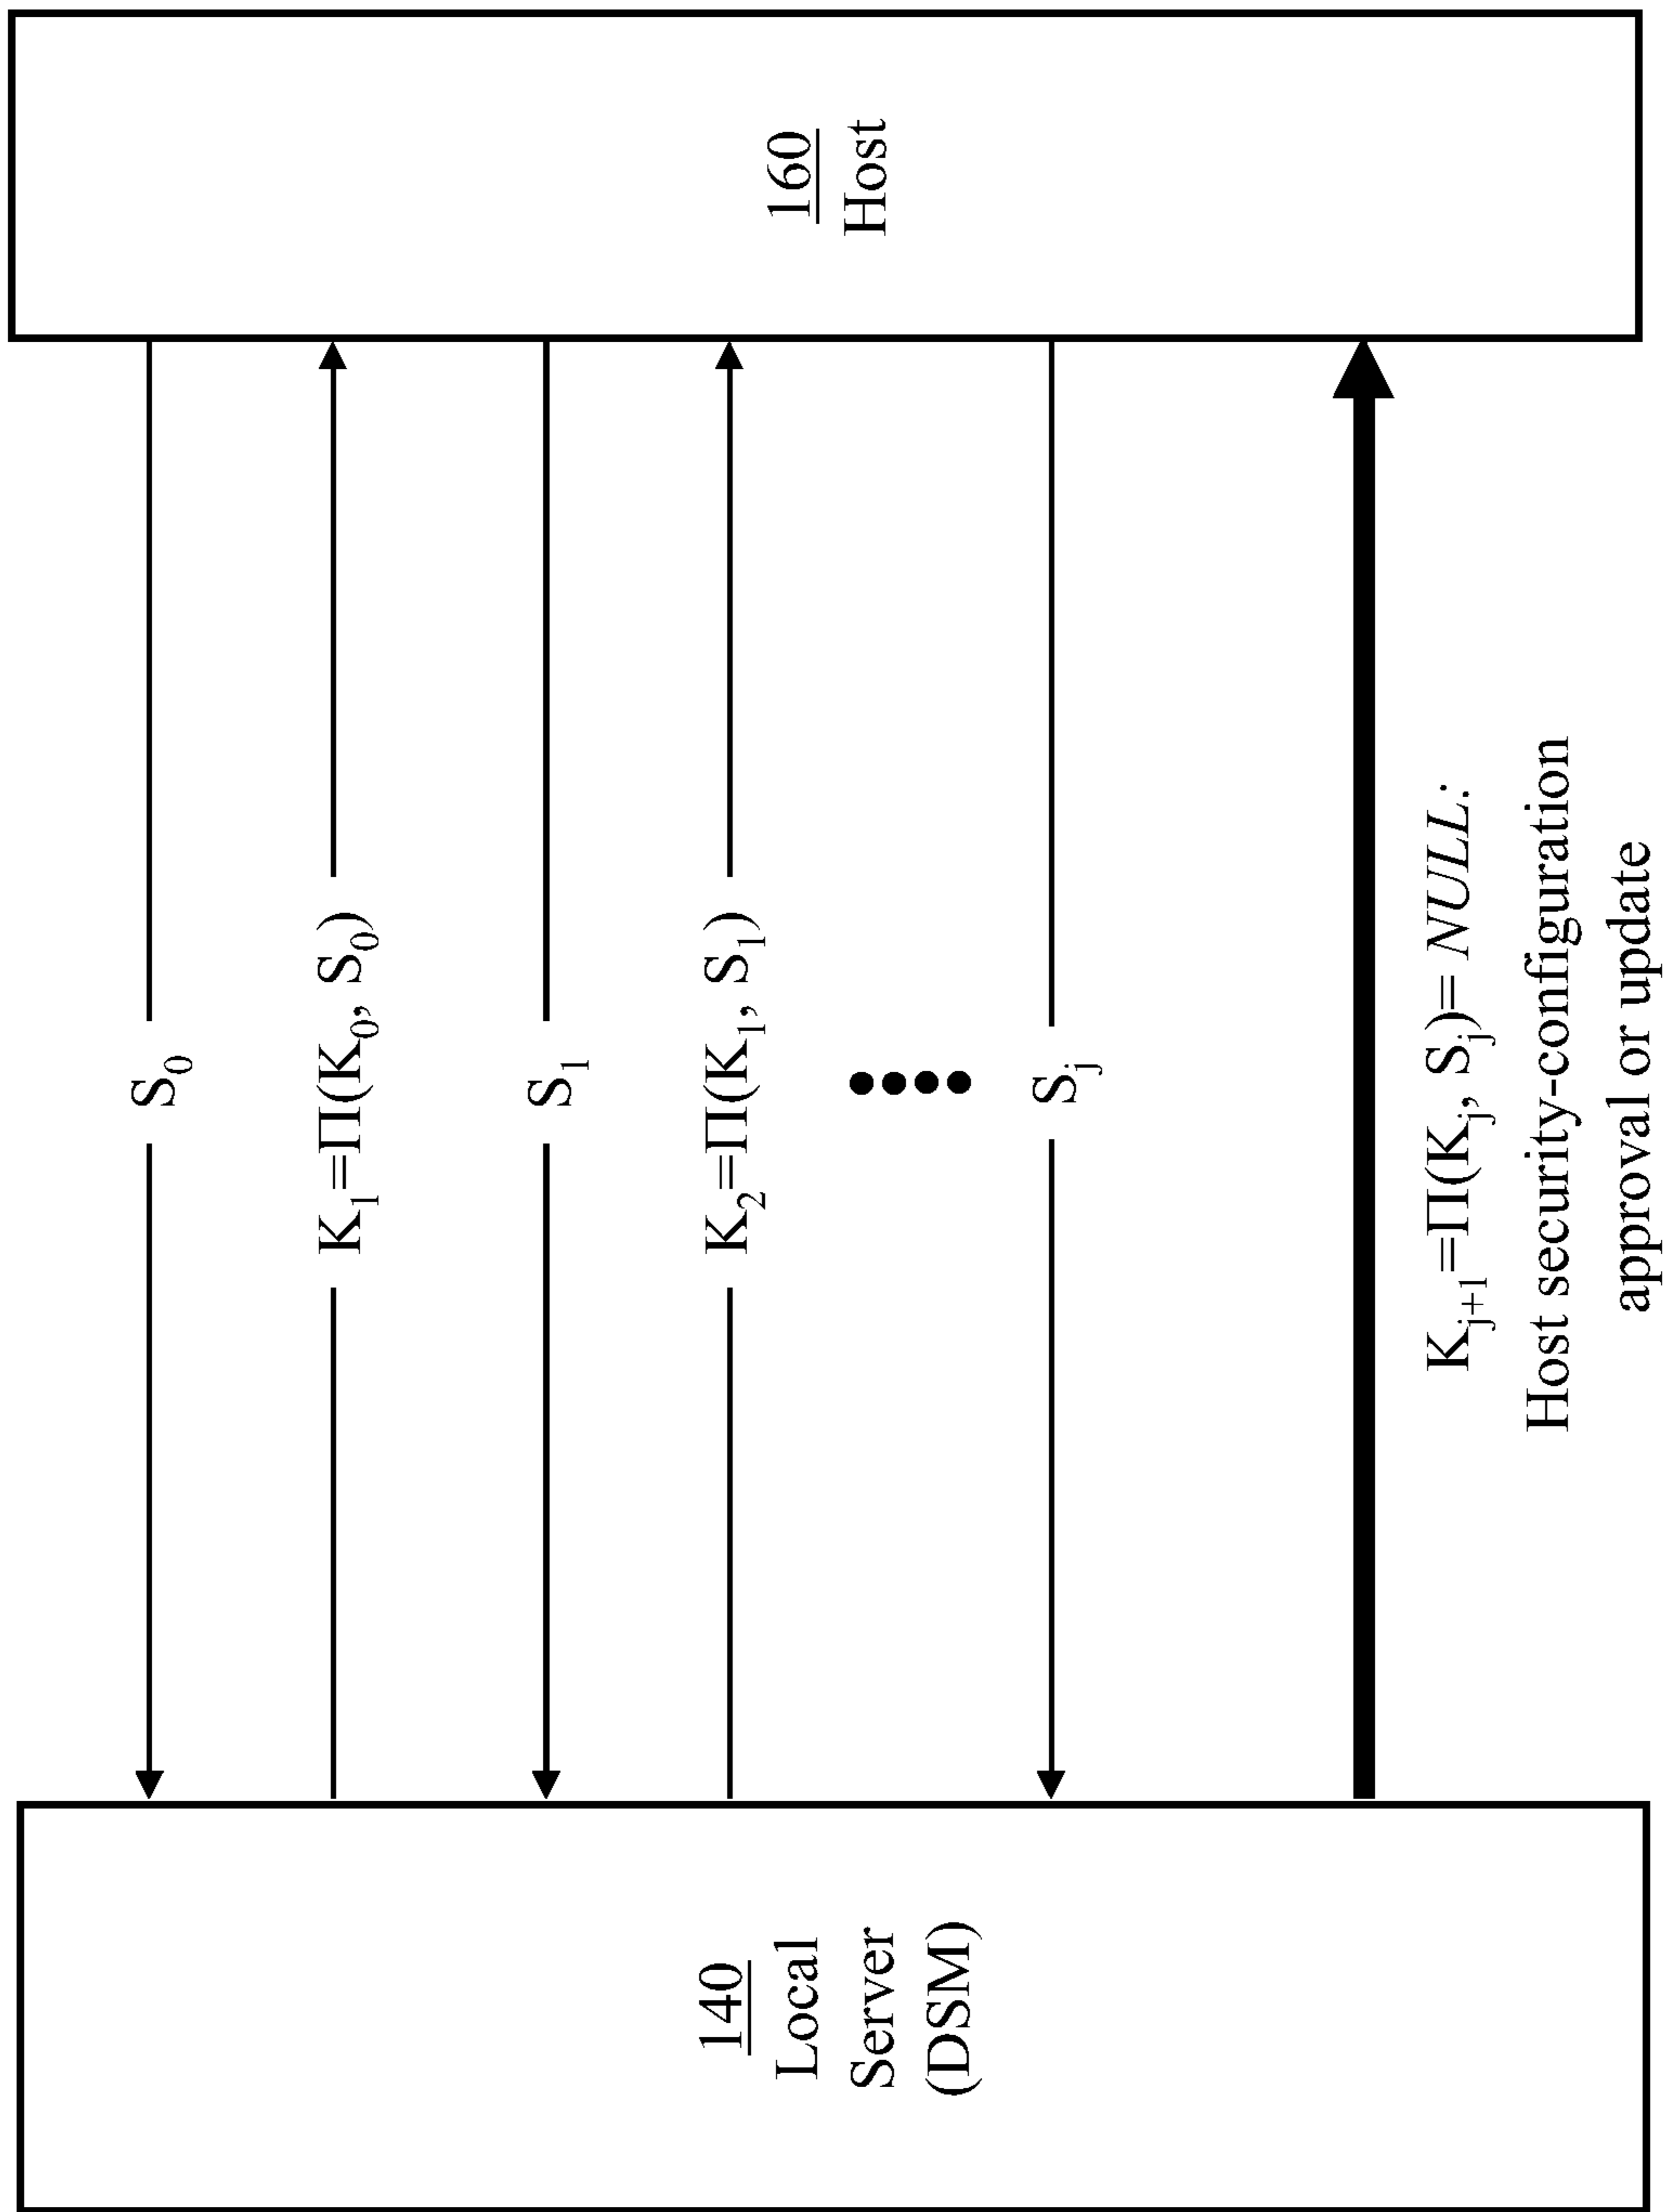 140
Local
Server
(DSM)
S₀
K₁=Π(K₀, S₀)
S₁
K₂=Π(K₁, S₁)
Sⱼ
Kⱼ₊₁=Π(Kⱼ, Sⱼ)= NULL:
Host security-configuration
approval or update
160
Host